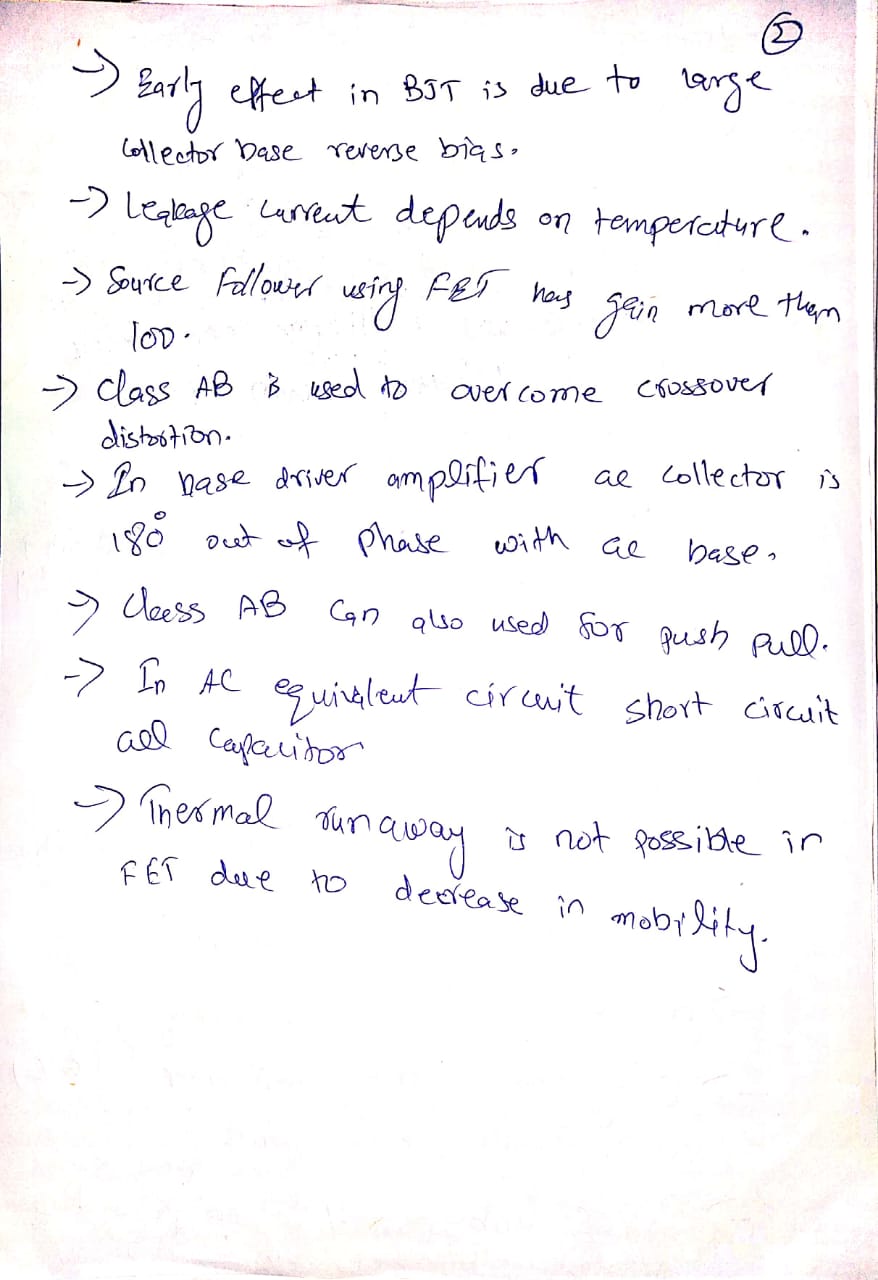 2
→ Early effect in BJT is due to large
collector base reverse bias.
→ Leakage current depends on temperature.
→ Source follower using FET has gain more than
100.
→ Class AB is used to overcome crossover
distortion.
→ In base driver amplifier ac collector is
180° out of phase with ac base.
→ Class AB can also used for push pull.
→ In AC equivalent circuit short circuit
all capacitor
→ Thermal runaway is not possible in
FET due to decrease in mobility.